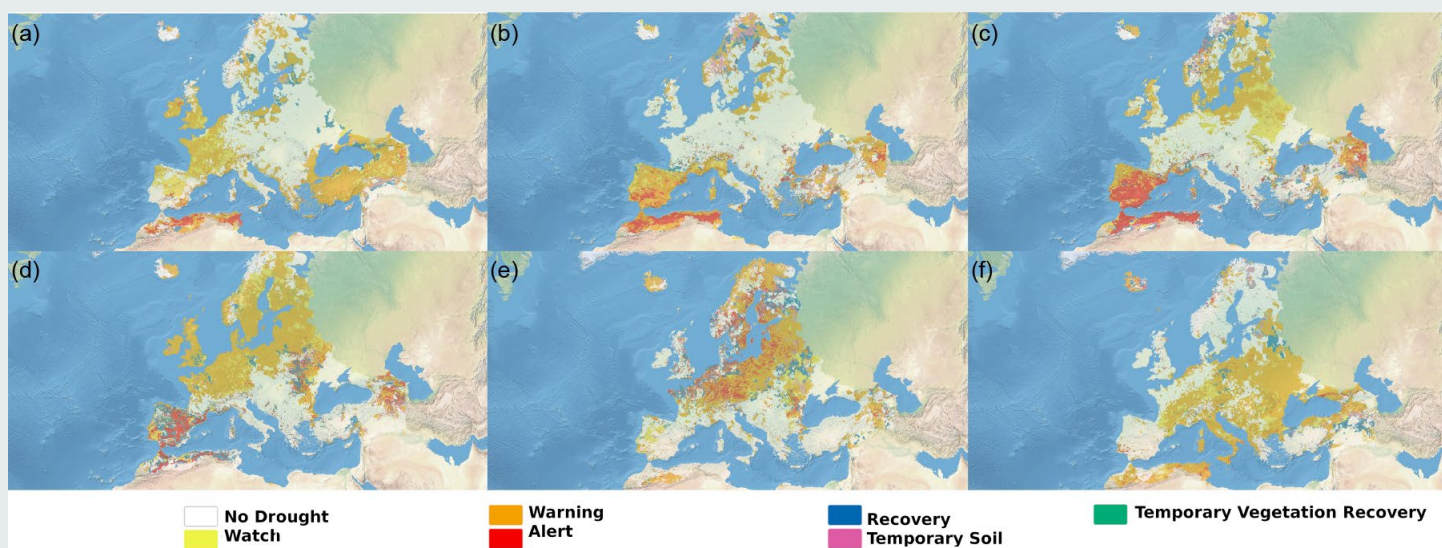 (a)
(b)
(c)
(d)
(e)
(f)
No Drought
Watch
Warning
Alert
Recovery
Temporary Soil
Temporary Vegetation Recovery